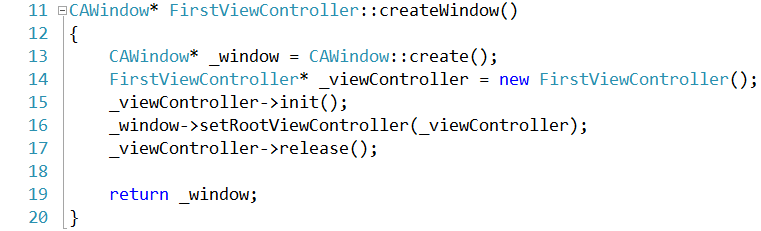 11 CAWindow* FirstViewController::createWindow()
12 {
13     CAWindow* _window = CAWindow::create();
14     FirstViewController* _viewController = new FirstViewController();
15     _viewController->init();
16     _window->setRootViewController(_viewController);
17     _viewController->release();
18
19     return _window;
20 }